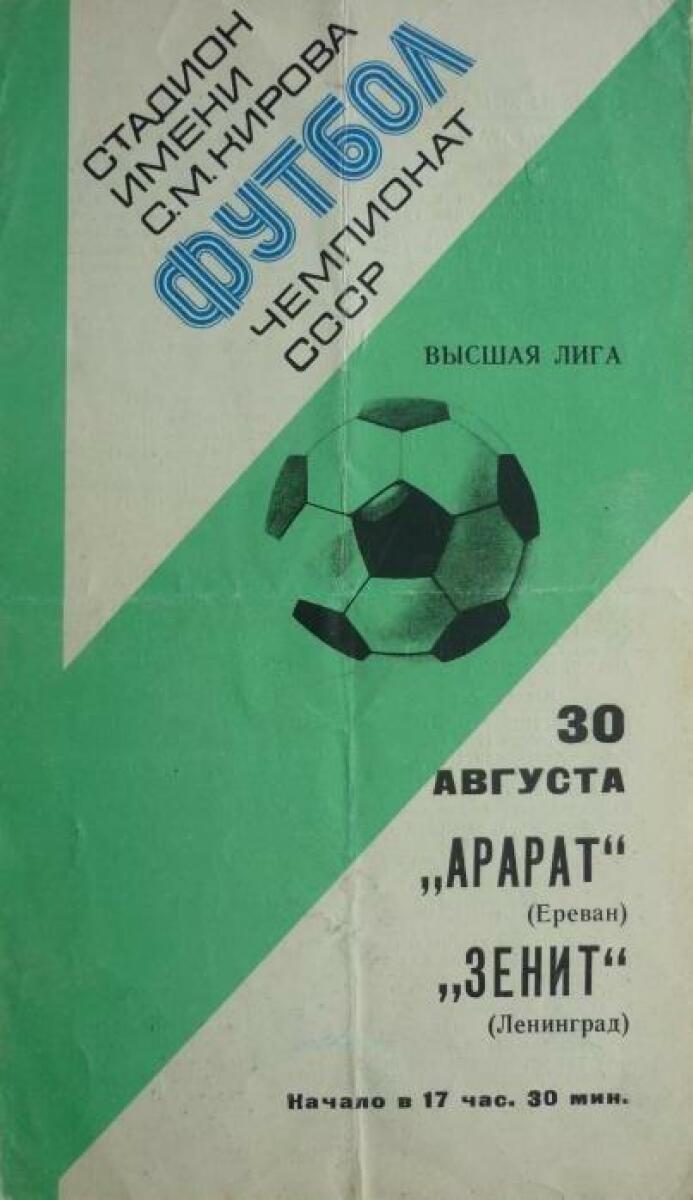 СТАДИОН
ИМЕНИ
С.М. КИРОВА
ФУТБОЛ
ЧЕМПИОНАТ
СССР
ВЫСШАЯ ЛИГА
30
АВГУСТА
„АРАРАТ“
(Ереван)
„ЗЕНИТ“
(Ленинград)
Начало в 17 час. 30 мин.